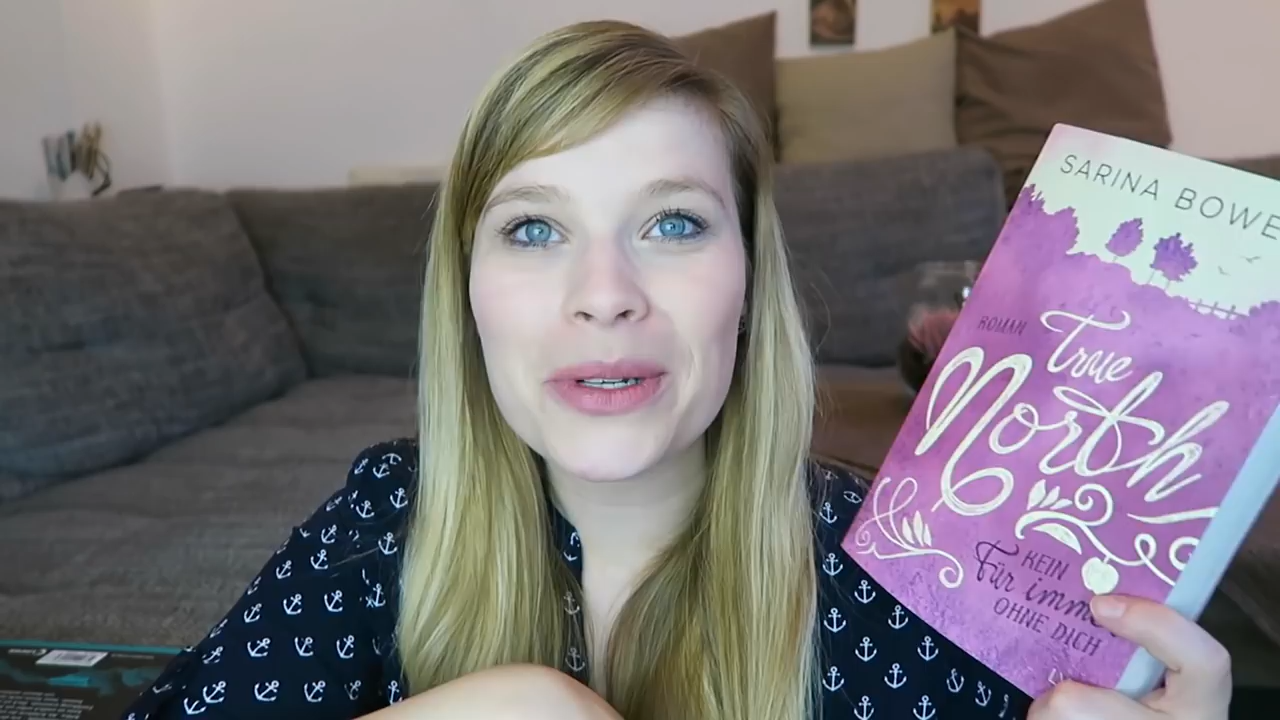 SARINA BOWE
ROMAN
True
North
KEIN
Für imm
OHNE DICH